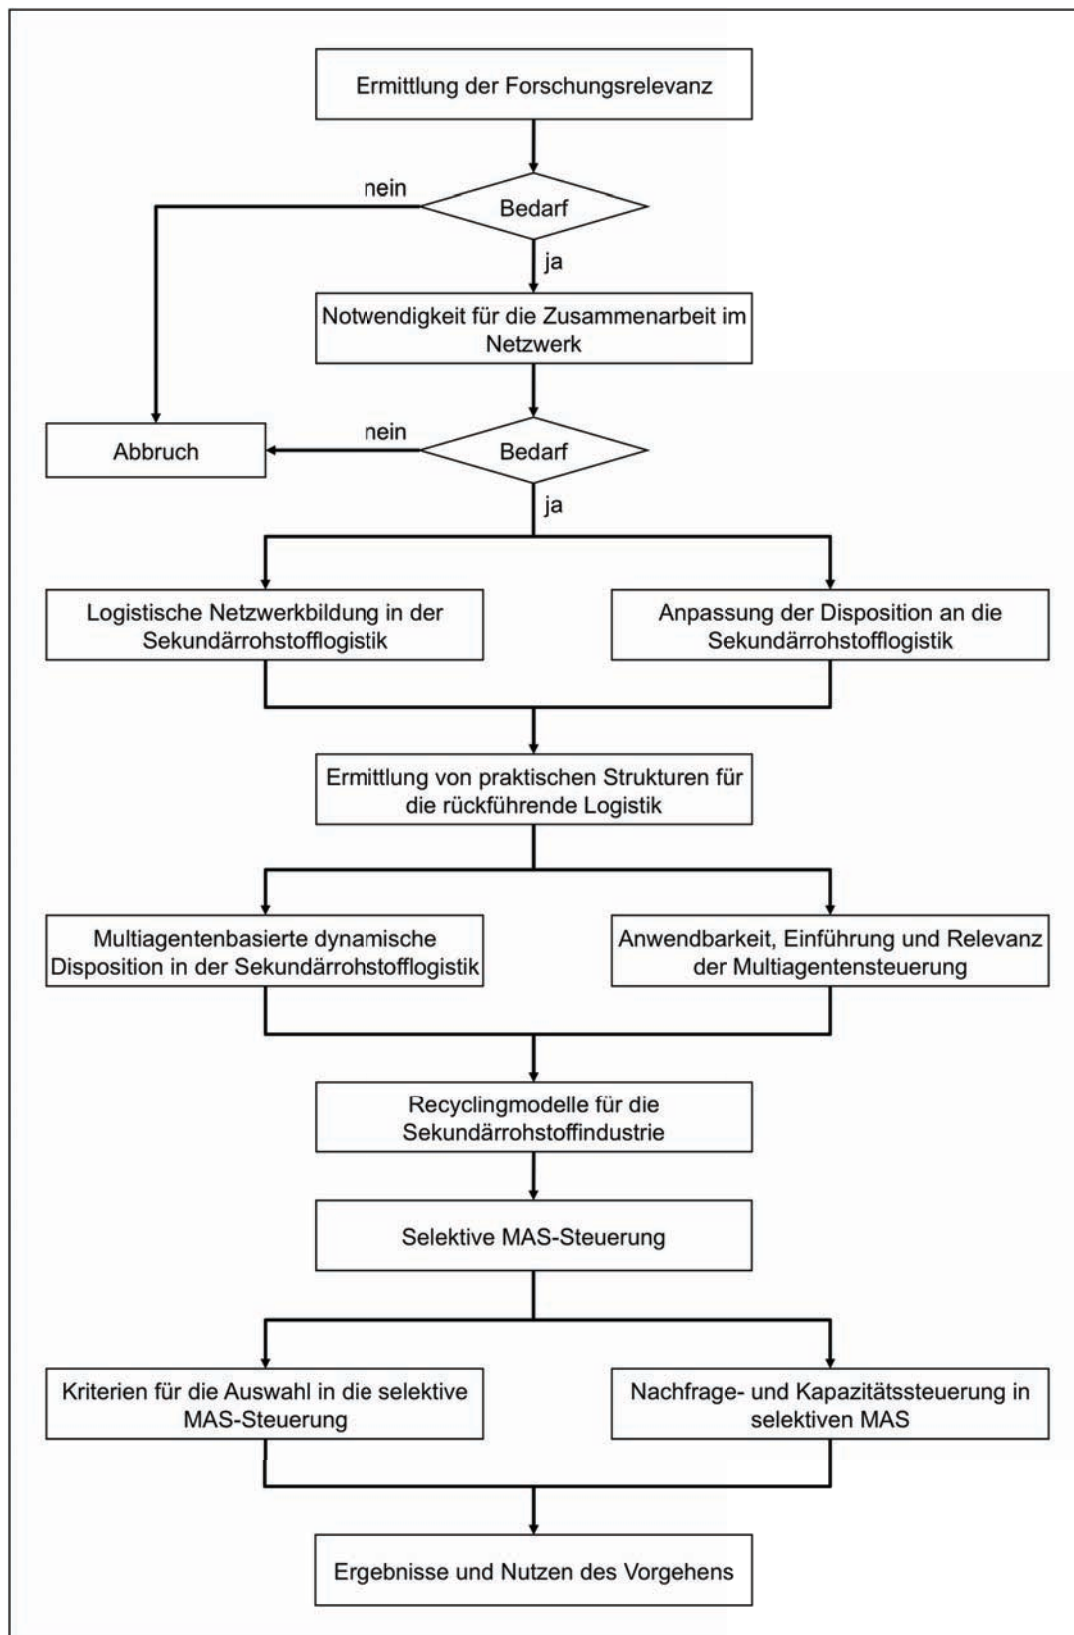 Ermittlung der Forschungsrelevanz
nein
Bedarf
ja
Notwendigkeit für die Zusammenarbeit im
Netzwerk
Abbruch
nein
Bedarf
ja
Logistische Netzwerkbildung in der
Sekundärrohstofflogistik
Anpassung der Disposition an die
Sekundärrohstofflogistik
Ermittlung von praktischen Strukturen für
die rückführende Logistik
Multiagentenbasierte dynamische
Disposition in der Sekundärrohstofflogistik
Anwendbarkeit, Einführung und Relevanz
der Multiagentensteuerung
Recyclingmodelle für die
Sekundärrohstoffindustrie
Selektive MAS-Steuerung
Kriterien für die Auswahl in die selektive
MAS-Steuerung
Nachfrage- und Kapazitätssteuerung in
selektiven MAS
Ergebnisse und Nutzen des Vorgehens